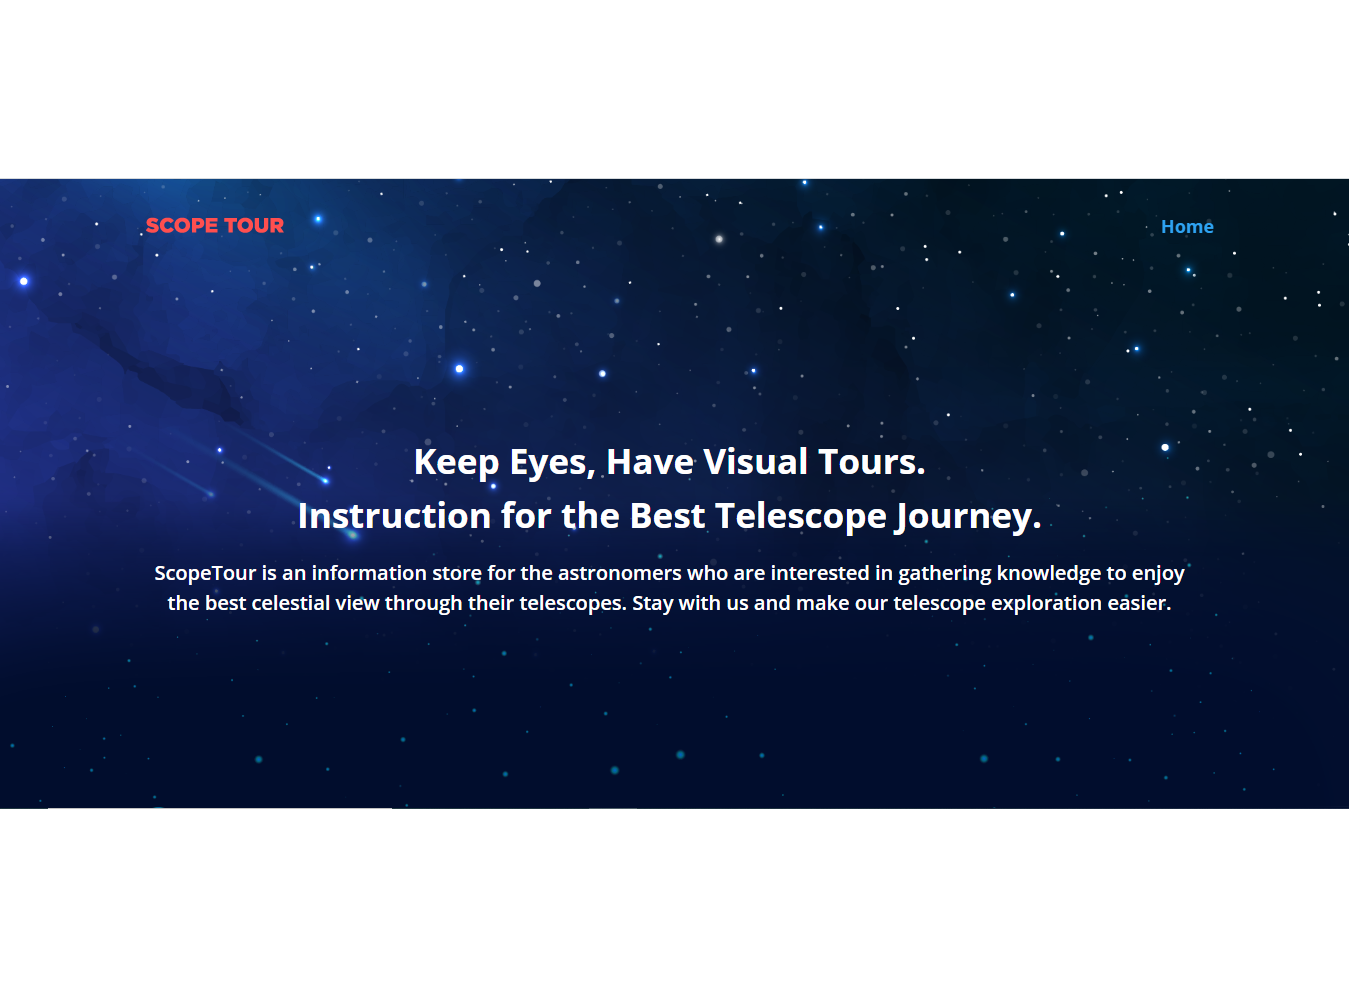 SCOPE TOUR
Home
Keep Eyes, Have Visual Tours.
Instruction for the Best Telescope Journey.
ScopeTour is an information store for the astronomers who are interested in gathering knowledge to enjoy
the best celestial view through their telescopes. Stay with us and make our telescope exploration easier.